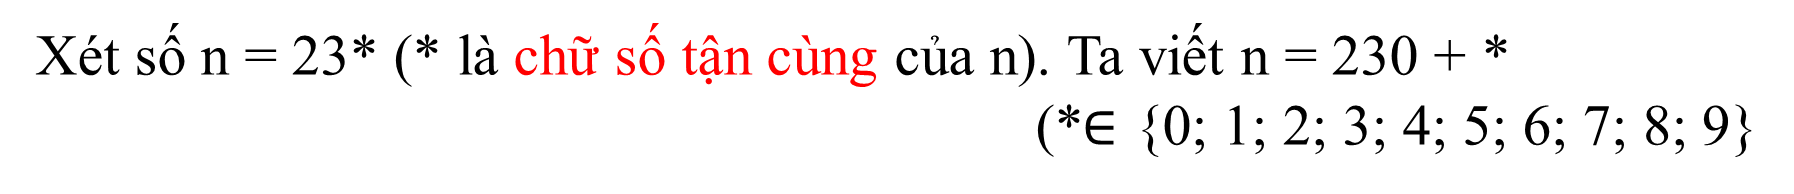 Xét số n = 23* (* là chữ số tận cùng của n). Ta viết n = 230 + *
(*∈ {0; 1; 2; 3; 4; 5; 6; 7; 8; 9}